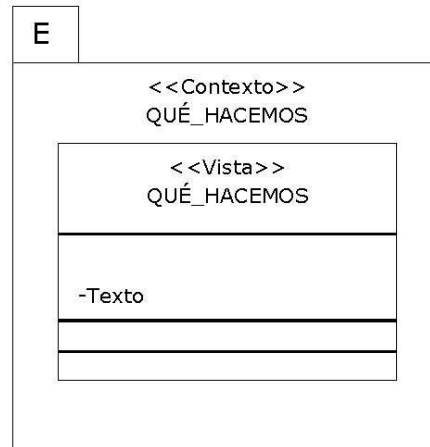 E
<<Contexto>>
QUÉ_HACEMOS
<<Vista>>
QUÉ_HACEMOS
-Texto